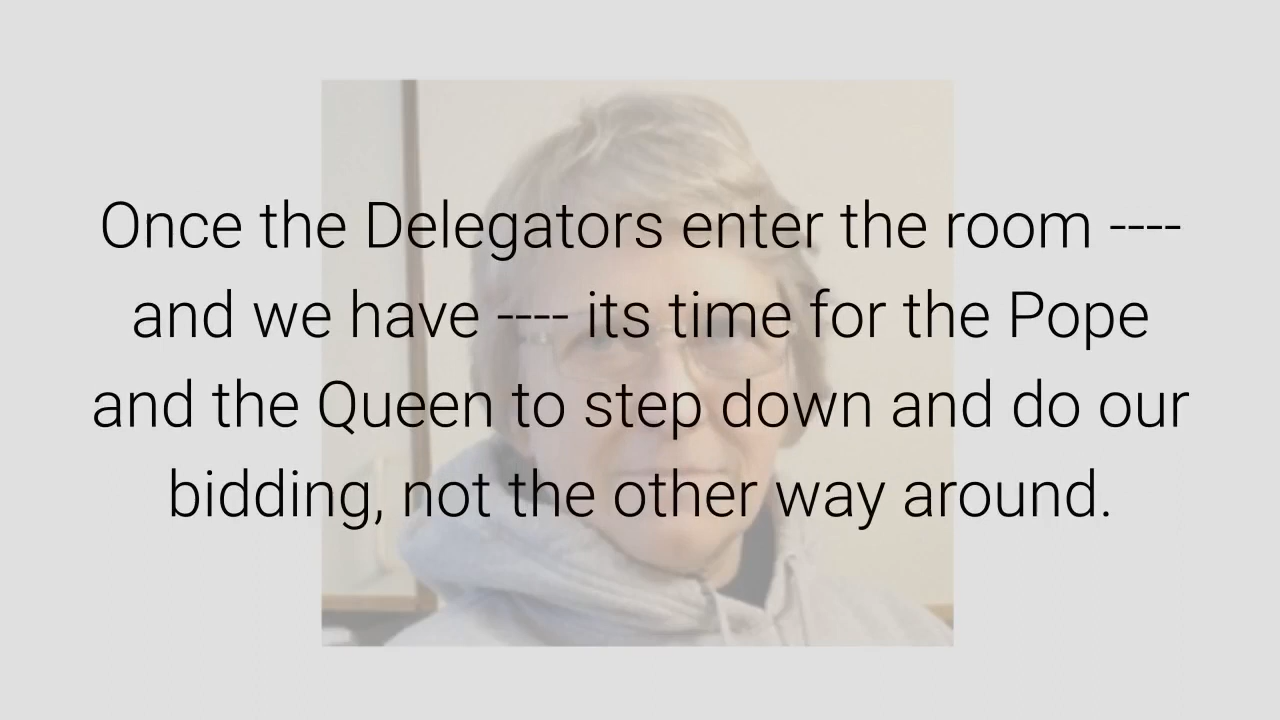 Once the Delegators enter the room ----
and we have ---- its time for the Pope
and the Queen to step down and do our
bidding, not the other way around.